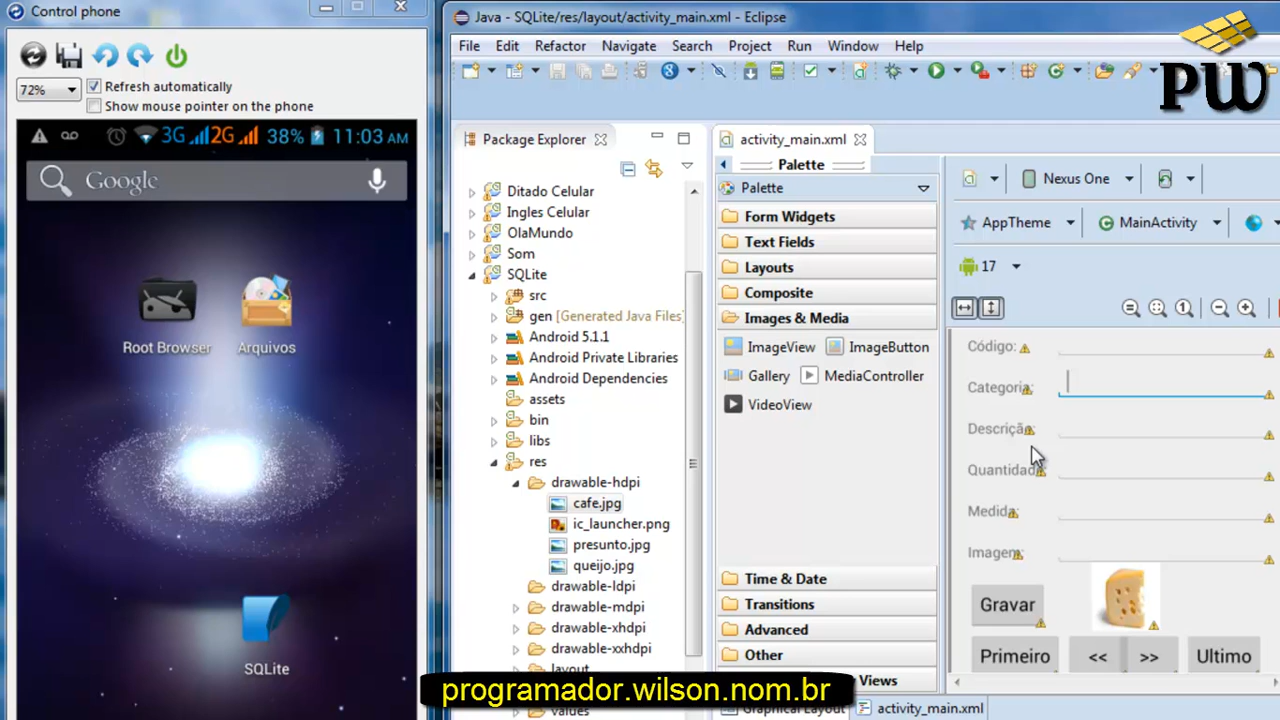 Control phone
72%
Refresh automatically
Show mouse pointer on the phone
3G 2G 38% 11:03 AM
Google
Root Browser
Arquivos
SQLite
Java - SQLite/res/layout/activity_main.xml - Eclipse
File Edit Refactor Navigate Search Project Run Window Help
PW
Package Explorer
Ditado Celular
Ingles Celular
OlaMundo
Som
SQLite
src
gen [Generated Java Files]
Android 5.1.1
Android Private Libraries
Android Dependencies
assets
bin
libs
res
drawable-hdpi
cafe.jpg
ic_launcher.png
presunto.jpg
queijo.jpg
drawable-ldpi
drawable-mdpi
drawable-xhdpi
drawable-xxhdpi
layout
values
activity_main.xml
Palette
Palette
Form Widgets
Text Fields
Layouts
Composite
Images & Media
ImageView ImageButton
Gallery MediaController
VideoView
Time & Date
Transitions
Advanced
Other
Views
Graphical Layout activity_main.xml
Nexus One
AppTheme MainActivity
17
Código:
Categoria:
Descrição:
Quantidad
Medida:
Imagem:
Gravar
Primeiro << >> Ultimo
programador.wilson.nom.br